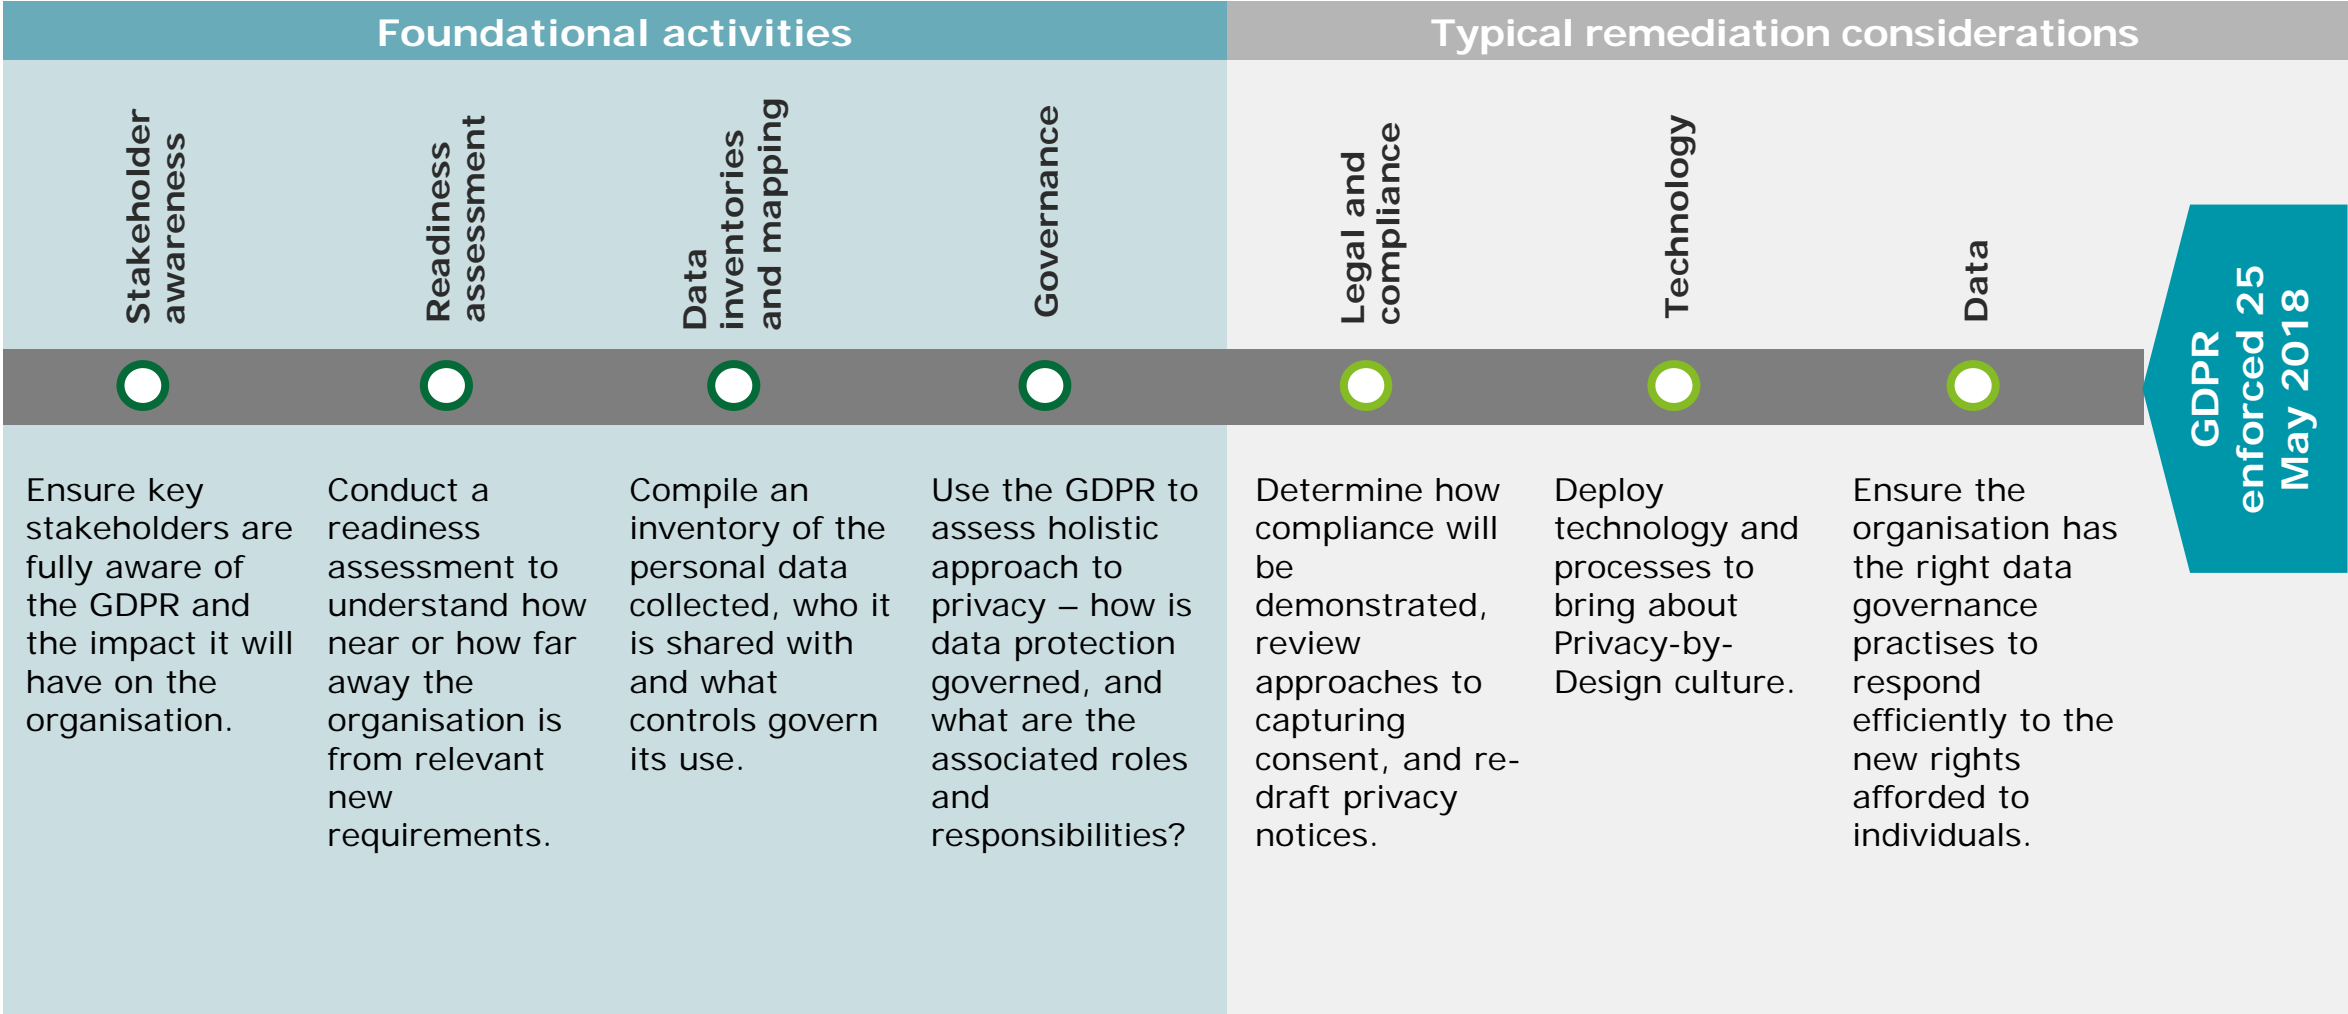 Foundational activities
Typical remediation considerations
Stakeholder
awareness
Readiness
assessment
Data
inventories
and mapping
Governance
Legal and
compliance
Technology
Data
GDPR
enforced 25
May 2018
Ensure key
stakeholders are
fully aware of
the GDPR and
the impact it will
have on the
organisation.
Conduct a
readiness
assessment to
understand how
near or how far
away the
organisation is
from relevant
new
requirements.
Compile an
inventory of the
personal data
collected, who it
is shared with
and what
controls govern
its use.
Use the GDPR to
assess holistic
approach to
privacy – how is
data protection
governed, and
what are the
associated roles
and
responsibilities?
Determine how
compliance will
be
demonstrated,
review
approaches to
capturing
consent, and re-
draft privacy
notices.
Deploy
technology and
processes to
bring about
Privacy-by-
Design culture.
Ensure the
organisation has
the right data
governance
practises to
respond
efficiently to the
new rights
afforded to
individuals.